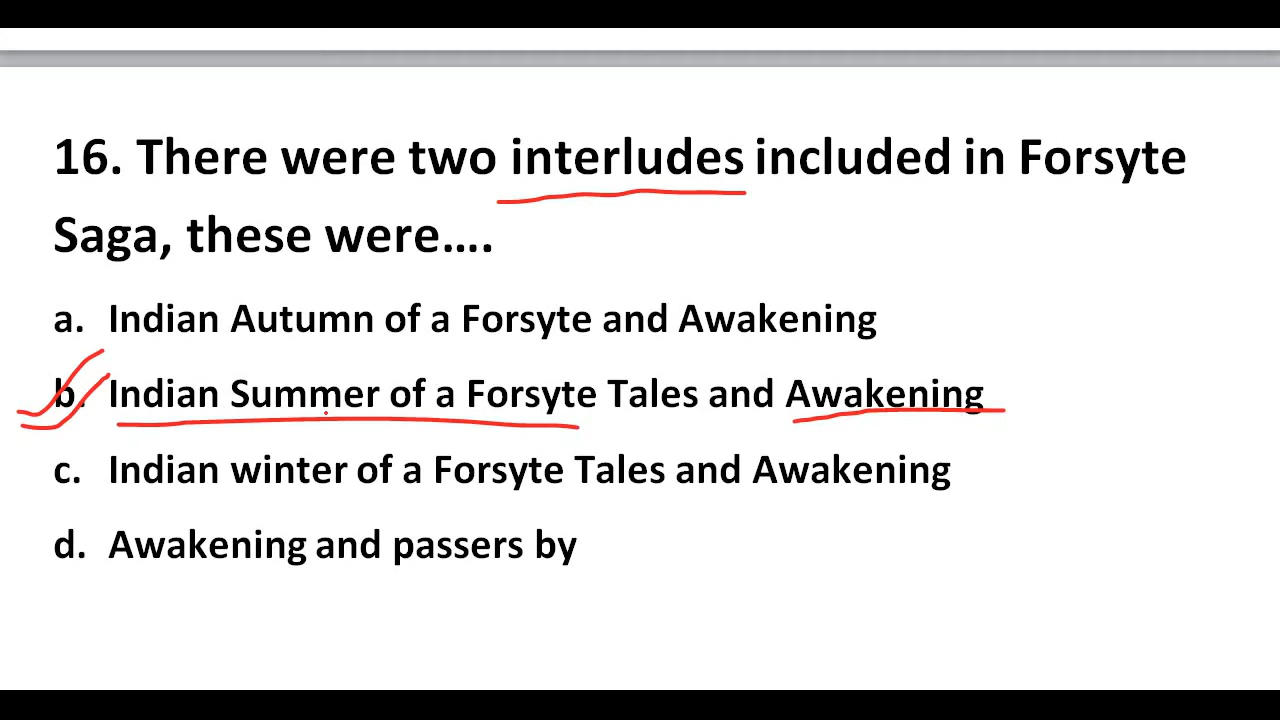 16. There were two interludes included in Forsyte
Saga, these were....
a. Indian Autumn of a Forsyte and Awakening
b. Indian Summer of a Forsyte Tales and Awakening
c. Indian winter of a Forsyte Tales and Awakening
d. Awakening and passers by